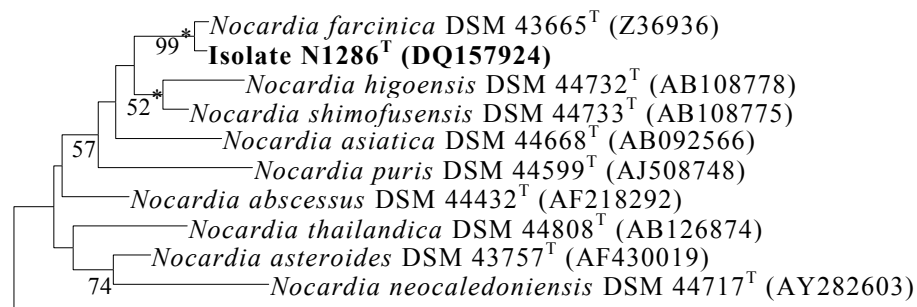 Nocardia farcinica DSM 43665T (Z36936)
99 *
Isolate N1286T (DQ157924)
Nocardia higoensis DSM 44732T (AB108778)
52 *
Nocardia shimofusensis DSM 44733T (AB108775)
Nocardia asiatica DSM 44668T (AB092566)
57
Nocardia puris DSM 44599T (AJ508748)
Nocardia abscessus DSM 44432T (AF218292)
Nocardia thailandica DSM 44808T (AB126874)
Nocardia asteroides DSM 43757T (AF430019)
74
Nocardia neocaledoniensis DSM 44717T (AY282603)